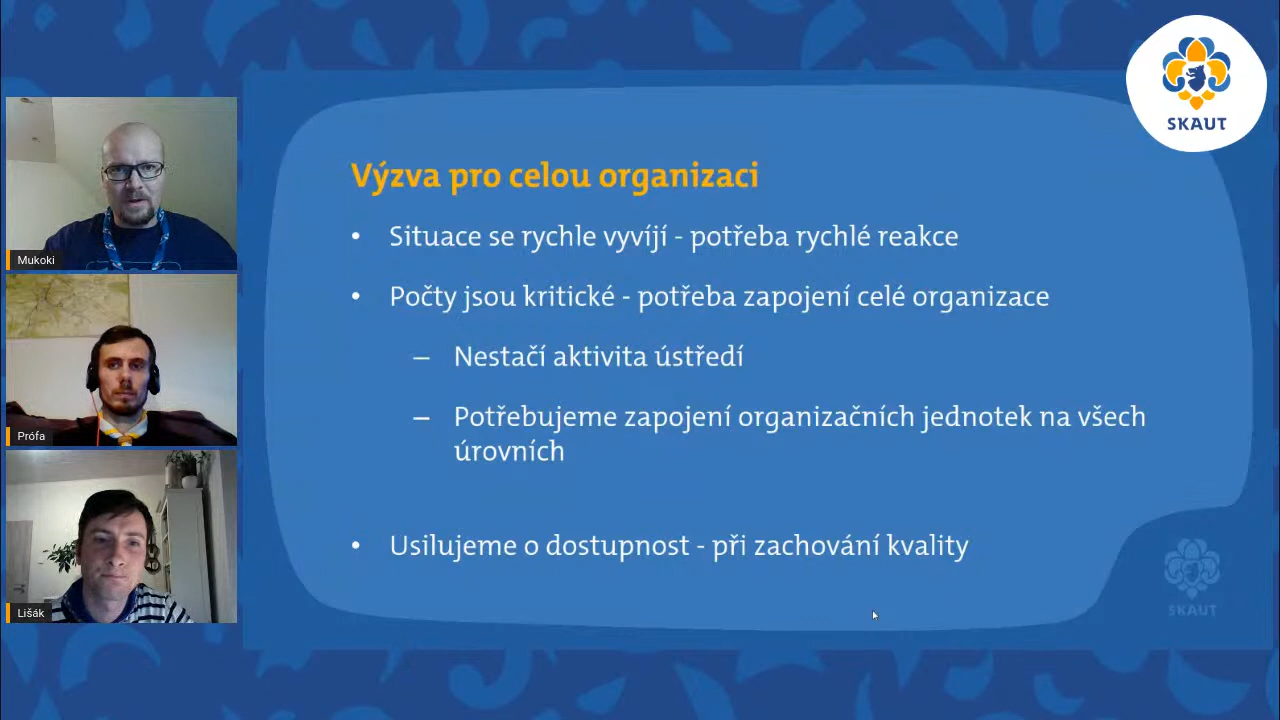 SKAUT
Mukoki
Prófa
Lišák
Výzva pro celou organizaci
• Situace se rychle vyvíjí - potřeba rychlé reakce
• Počty jsou kritické - potřeba zapojení celé organizace
– Nestačí aktivita ústředí
– Potřebujeme zapojení organizačních jednotek na všech
úrovních
• Usilujeme o dostupnost - při zachování kvality
SKAUT